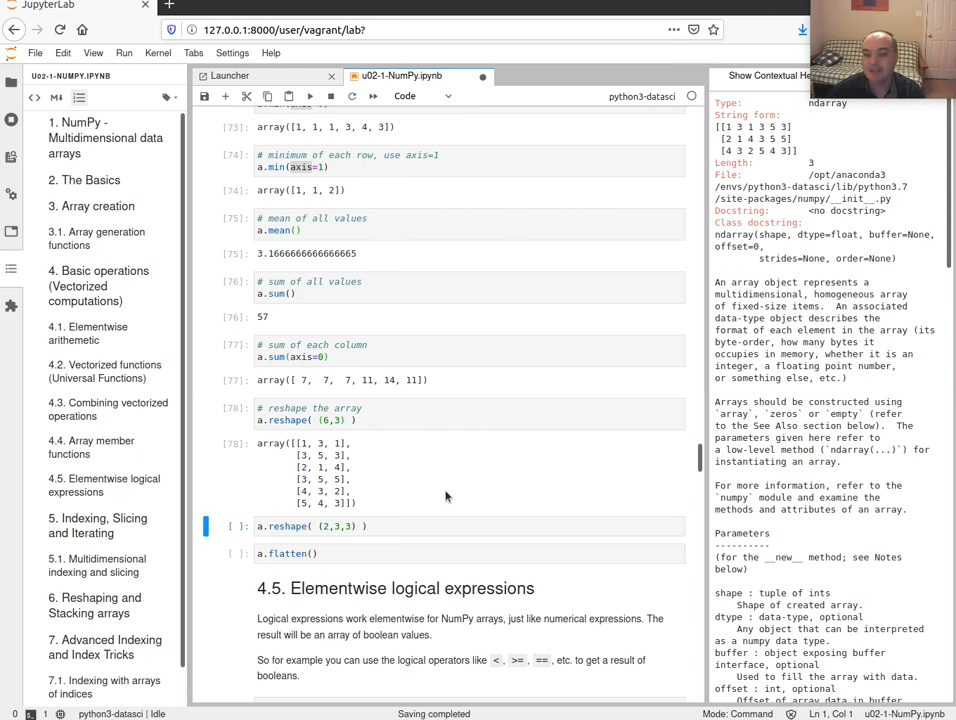 JupyterLab
127.0.0.1:8000/user/vagrant/lab?
File Edit View Run Kernel Tabs Settings Help
U02-1-NUMPY.IPYNB
1. NumPy -
Multidimensional data
arrays
2. The Basics
3. Array creation
3.1. Array generation
functions
4. Basic operations
(Vectorized
computations)
4.1. Elementwise
arithemetic
4.2. Vectorized functions
(Universal Functions)
4.3. Combining vectorized
operations
4.4. Array member
functions
4.5. Elementwise logical
expressions
5. Indexing, Slicing
and Iterating
5.1. Multidimensional
indexing and slicing
6. Reshaping and
Stacking arrays
7. Advanced Indexing
and Index Tricks
7.1. Indexing with arrays
of indices
Launcher
u02-1-NumPy.ipynb
Code
python3-datasci
[73]: array([1, 1, 1, 3, 4, 3])
[74]: # minimum of each row, use axis=1
a.min(axis=1)
[74]: array([1, 1, 2])
[75]: # mean of all values
a.mean()
[75]: 3.1666666666666665
[76]: # sum of all values
a.sum()
[76]: 57
[77]: # sum of each column
a.sum(axis=0)
[77]: array([ 7, 7, 7, 11, 14, 11])
[78]: # reshape the array
a.reshape( (6,3) )
[78]: array([[1, 3, 1],
[3, 5, 3],
[2, 1, 4],
[3, 5, 5],
[4, 3, 2],
[5, 4, 3]])
[ ]: a.reshape( (2,3,3) )
[ ]: a.flatten()
4.5. Elementwise logical expressions
Logical expressions work elementwise for NumPy arrays, just like numerical expressions. The
result will be an array of boolean values.
So for example you can use the logical operators like <, >=, ==, etc. to get a result of
booleans.
Show Contextual He
Type: ndarray
String form:
[[1 3 1 3 5 3]
[2 1 4 3 5 5]
[4 3 2 5 4 3]]
Length: 3
File: /opt/anaconda3
/envs/python3-datasci/lib/python3.7
/site-packages/numpy/__init__.py
Docstring: <no docstring>
Class docstring:
ndarray(shape, dtype=float, buffer=None,
offset=0,
strides=None, order=None)
An array object represents a
multidimensional, homogeneous array
of fixed-size items. An associated
data-type object describes the
format of each element in the array (its
byte-order, how many bytes it
occupies in memory, whether it is an
integer, a floating point number,
or something else, etc.)
Arrays should be constructed using
`array`, `zeros` or `empty` (refer
to the See Also section below). The
parameters given here refer to
a low-level method (`ndarray(...)`) for
instantiating an array.
For more information, refer to the
`numpy` module and examine the
methods and attributes of an array.
Parameters
----------
(for the __new__ method; see Notes
below)
shape : tuple of ints
Shape of created array.
dtype : data-type, optional
Any object that can be interpreted
as a numpy data type.
buffer : object exposing buffer
interface, optional
Used to fill the array with data.
offset : int, optional
Offset of array data in buffer
0 1 python3-datasci | Idle
Saving completed
Mode: Command Ln 1, Col 1 u02-1-NumPy.ipynb